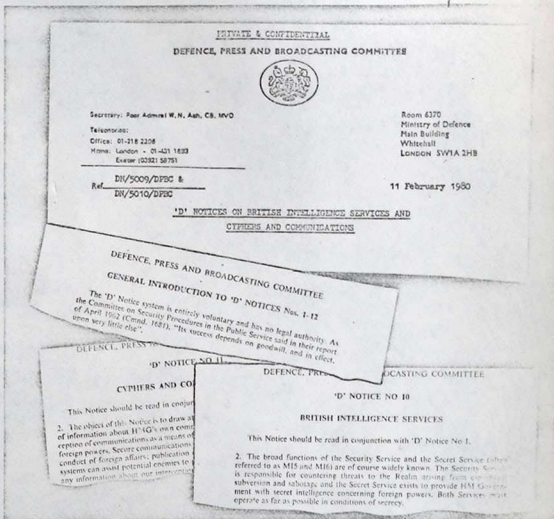 PRIVATE & CONFIDENTIAL
DEFENCE, PRESS AND BROADCASTING COMMITTEE
Secretary: Rear Admiral W.N. Ash, CB, MVO
Telephones:
Office: 01-218 2206
Home: London - 01-
Exeter (0392) 58751
Ref. DN/5009/DPBC &
DN/5010/DPBC
Room 6370
Ministry of Defence
Main Building
Whitehall
LONDON SW1A 2HB
11 February 1980
'D' NOTICES ON BRITISH INTELLIGENCE SERVICES AND
CYPHERS AND COMMUNICATIONS
DEFENCE, PRESS AND BROADCASTING COMMITTEE
GENERAL INTRODUCTION TO 'D' NOTICES Nos. 1-12
The 'D' Notice system is entirely voluntary and has no legal authority. As
the Committee on Security Procedures in the Public Service said in their report
of April 1962 (Cmnd. 1681), "Its success depends on goodwill, and in effect,
upon very little else".
DEFENCE, PRESS
'D' NOTICE NO 11
CYPHERS AND CO
This Notice should be read in conjun
2. The object of this Notice is to draw at
of information about HMG's own
ception of communications as a means of
foreign powers. Secure communications
conduct of foreign affairs; publication
systems can avoid potential enemies to
any information about our
DEFENCE, PRE CASTING COMMITTEE
'D' NOTICE NO 10
BRITISH INTELLIGENCE SERVICES
This Notice should be read in conjunction with 'D' Notice No 1.
2. The broad functions of the Security Service and the Secret Service
referred to as MI5 and MI6) are of course widely known. The Security
is responsible for countering threats to the Realm arising from
subversion and sabotage and the Secret Service exists to provide HM Govern
ment with secret intelligence concerning foreign powers. Both Services
operate as far as possible in conditions of secrecy.